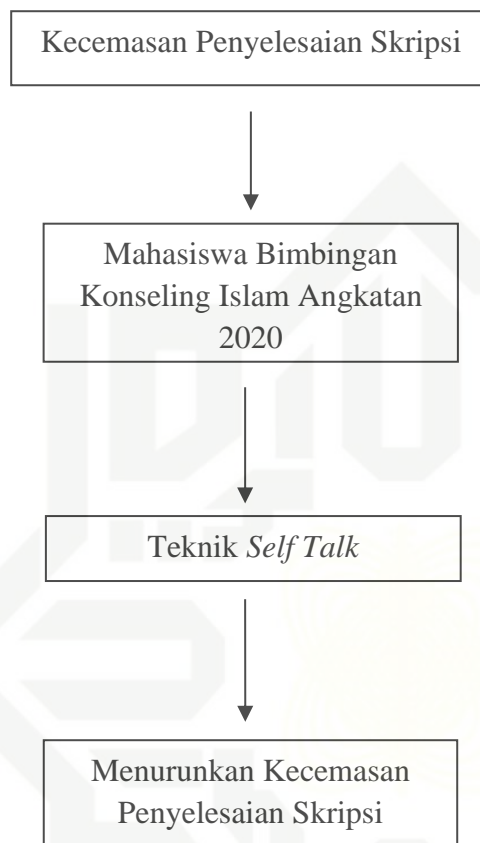 Kecemasan Penyelesaian Skripsi
Mahasiswa Bimbingan
Konseling Islam Angkatan
2020
Teknik Self Talk
Menurunkan Kecemasan
Penyelesaian Skripsi